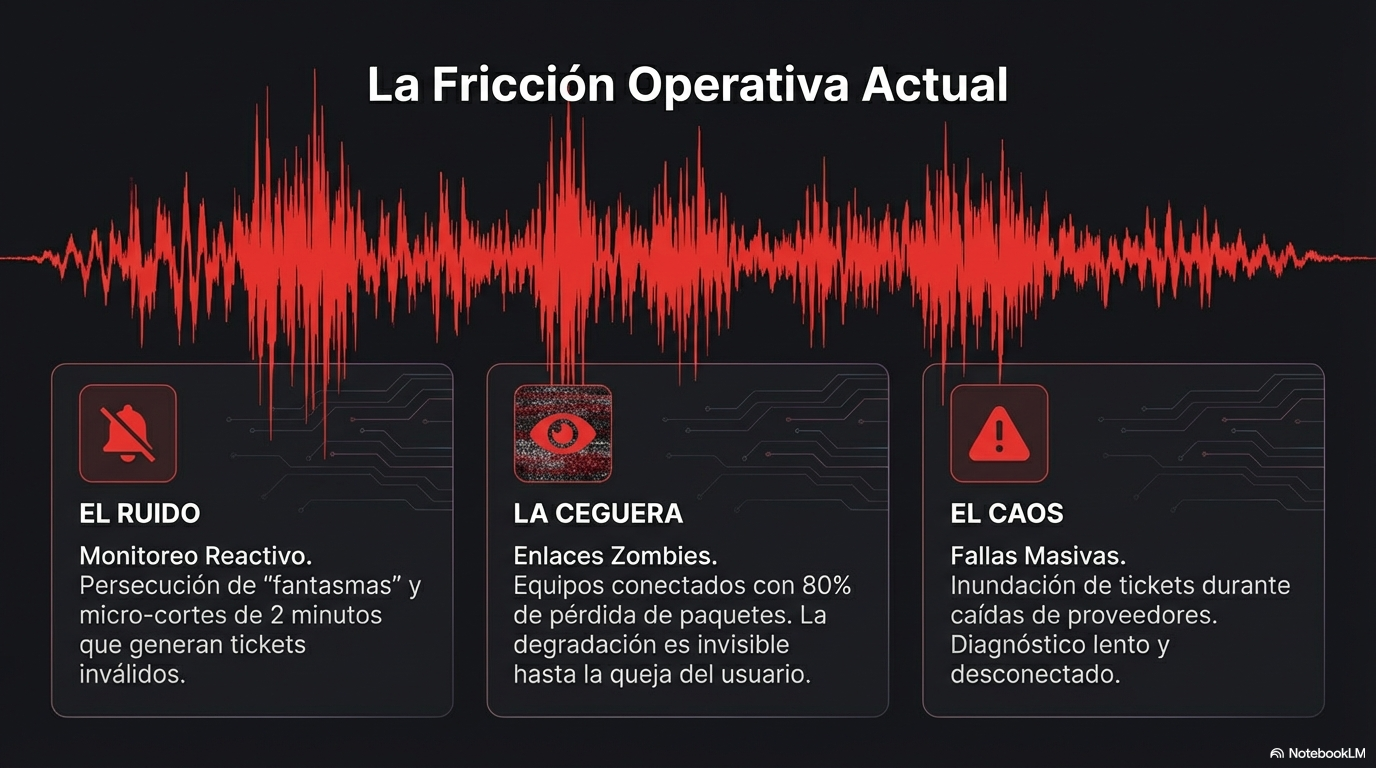 La Fricción Operativa Actual
EL RUIDO
Monitoreo Reactivo.
Persecución de “fantasmas” y
micro-cortes de 2 minutos
que generan tickets
inválidos.
LA CEGUERA
Enlaces Zombies.
Equipos conectados con 80%
de pérdida de paquetes. La
degradación es invisible
hasta la queja del usuario.
EL CAOS
Fallas Masivas.
Inundación de tickets durante
caídas de proveedores.
Diagnóstico lento y
desconectado.
NotebookLM